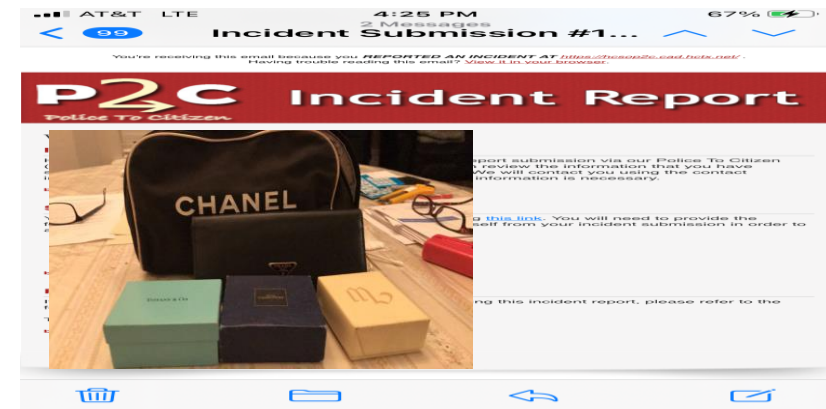 AT&T LTE 4:25 PM 67%
2 Messages
99 Incident Submission #1...
You're receiving this email because you REPORTED AN INCIDENT AT https://hcsop2c.cad.hctx.net/ .
Having trouble reading this email? View it in your browser.
P2C Incident Report
Police To Citizen
eport submission via our Police To Citizen
review the information that you have
We will contact you using the contact
information is necessary.
CHANEL
this link. You will need to provide the
self from your incident submission in order to
PRADA
TIFFANY & CO.
ng this incident report, please refer to the